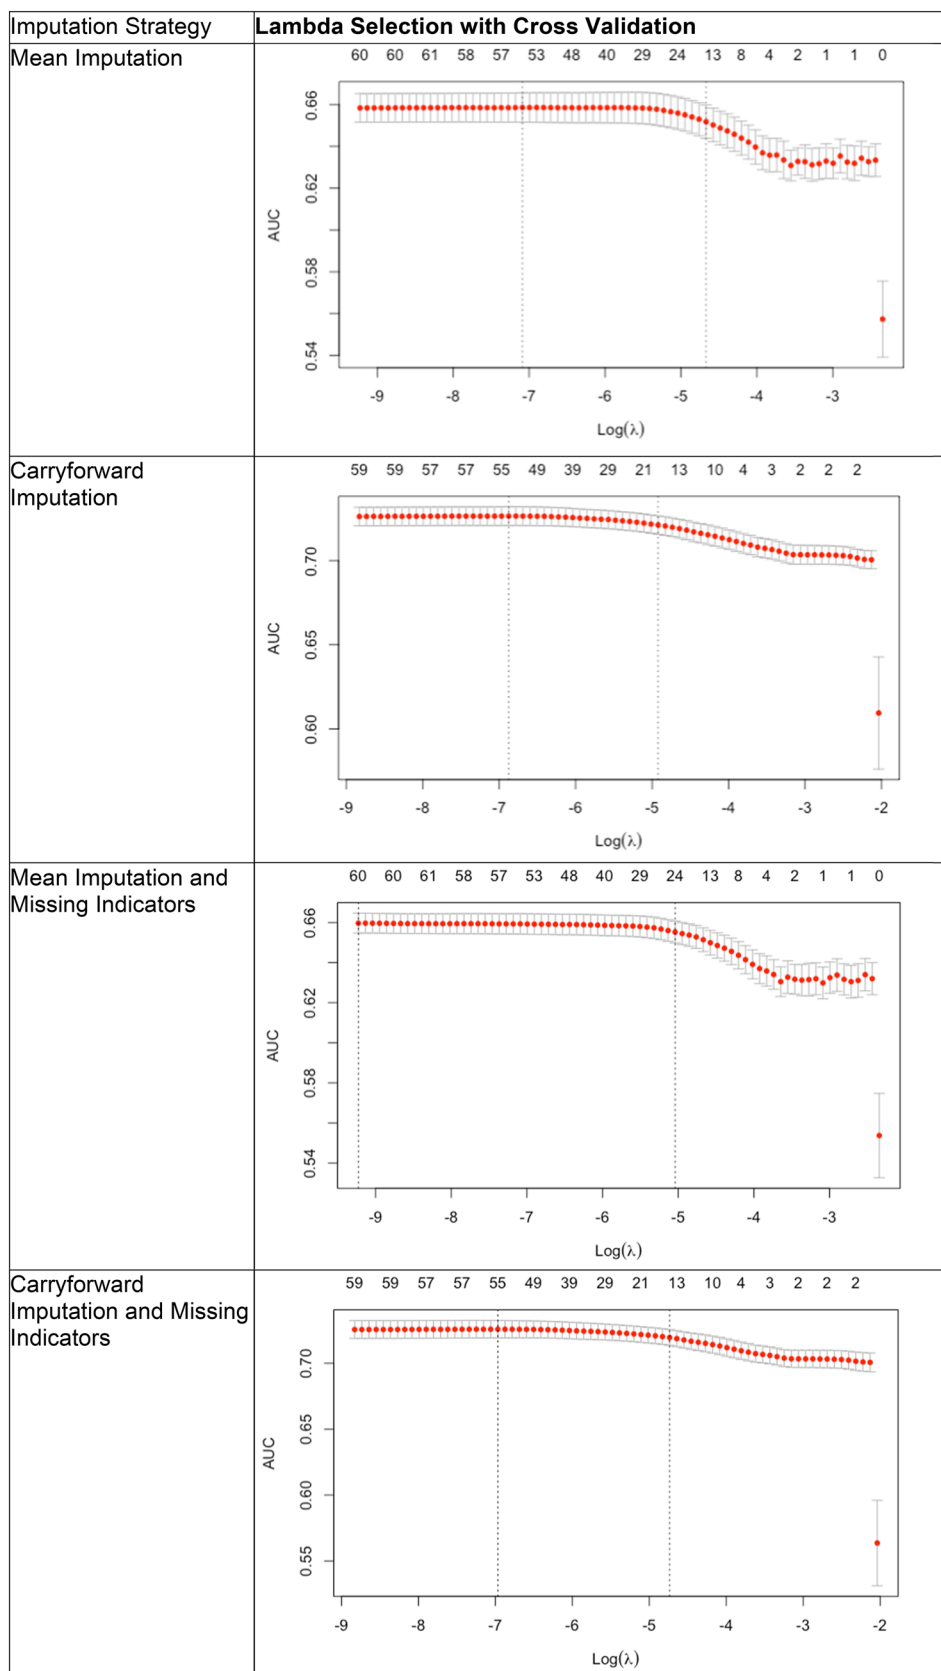 Imputation Strategy
Lambda Selection with Cross Validation
Mean Imputation
60 60 61 58 57 53 48 40 29 24 13 8 4 2 1 1 0
0.66
0.62
0.58
0.54
AUC
-9 -8 -7 -6 -5 -4 -3
Log(λ)
Carryforward
Imputation
59 59 57 57 55 49 39 29 21 13 10 4 3 2 2 2
0.70
0.65
0.60
AUC
-9 -8 -7 -6 -5 -4 -3 -2
Log(λ)
Mean Imputation and
Missing Indicators
60 60 61 58 57 53 48 40 29 24 13 8 4 2 1 1 0
0.66
0.62
0.58
0.54
AUC
-9 -8 -7 -6 -5 -4 -3
Log(λ)
Carryforward
Imputation and Missing
Indicators
59 59 57 57 55 49 39 29 21 13 10 4 3 2 2 2
0.70
0.65
0.60
0.55
AUC
-9 -8 -7 -6 -5 -4 -3 -2
Log(λ)